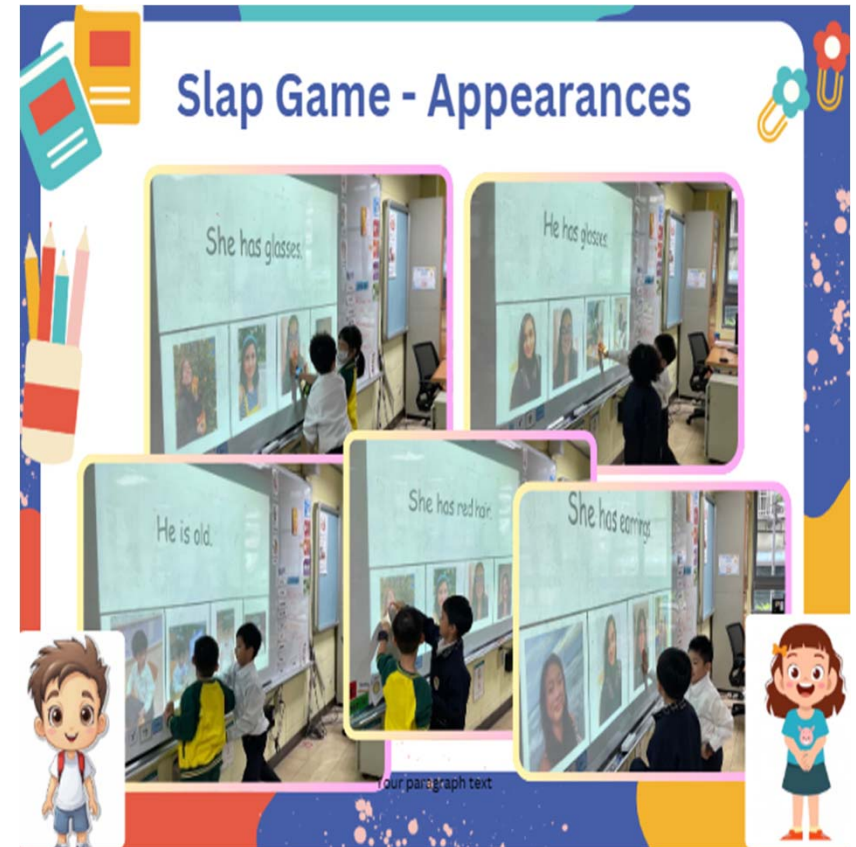 Slap Game - Appearances
She has glasses.
He has glasses.
He is old.
She has red hair.
She has earrings.
Your paragraph text